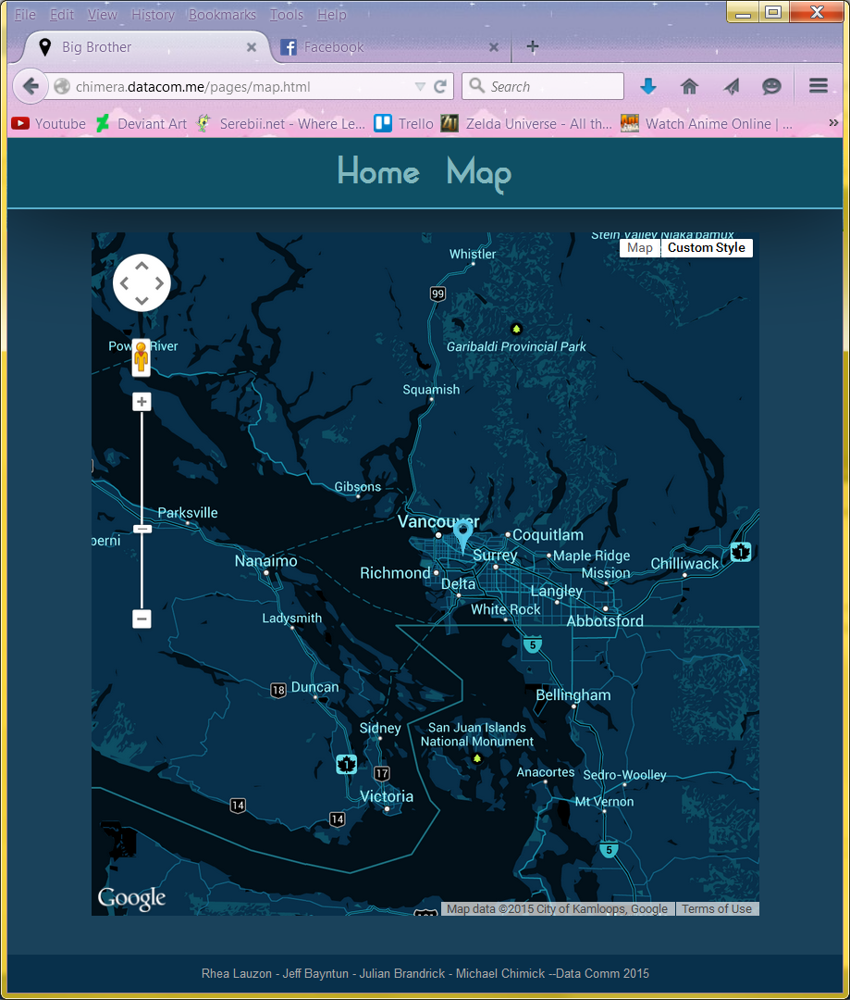 File Edit View History Bookmarks Tools Help
Big Brother Facebook
chimera.datacom.me/pages/map.html Search
Youtube Deviant Art Serebii.net - Where Le... Trello Zelda Universe - All th... Watch Anime Online | ...
Home Map
Stein Valley Nlaka'pamux
Map Custom Style
Whistler
99
Garibaldi Provincial Park
Squamish
Gibsons
Parksville
Vancouver
Coquitlam
Nanaimo
Surrey
Maple Ridge
Chilliwack
1
Richmond
Delta
Mission
Langley
Ladysmith
White Rock
Abbotsford
5
18
Duncan
Bellingham
Sidney
San Juan Islands
National Monument
1
17
Anacortes
Sedro-Woolley
Victoria
Mt Vernon
14
14
5
Google
Map data ©2015 City of Kamloops, Google Terms of Use
Rhea Lauzon - Jeff Bayntun - Julian Brandrick - Michael Chimick --Data Comm 2015